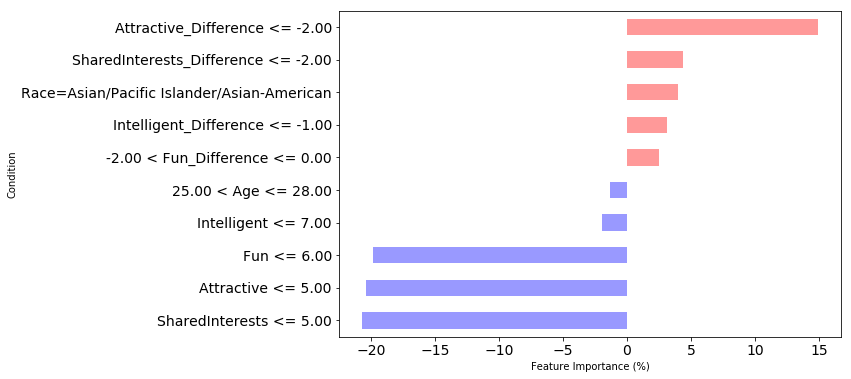 Attractive_Difference <= -2.00
SharedInterests_Difference <= -2.00
Race=Asian/Pacific Islander/Asian-American
Intelligent_Difference <= -1.00
-2.00 < Fun_Difference <= 0.00
25.00 < Age <= 28.00
Intelligent <= 7.00
Fun <= 6.00
Attractive <= 5.00
SharedInterests <= 5.00
Condition
−20 −15 −10 −5 0 5 10 15
Feature Importance (%)